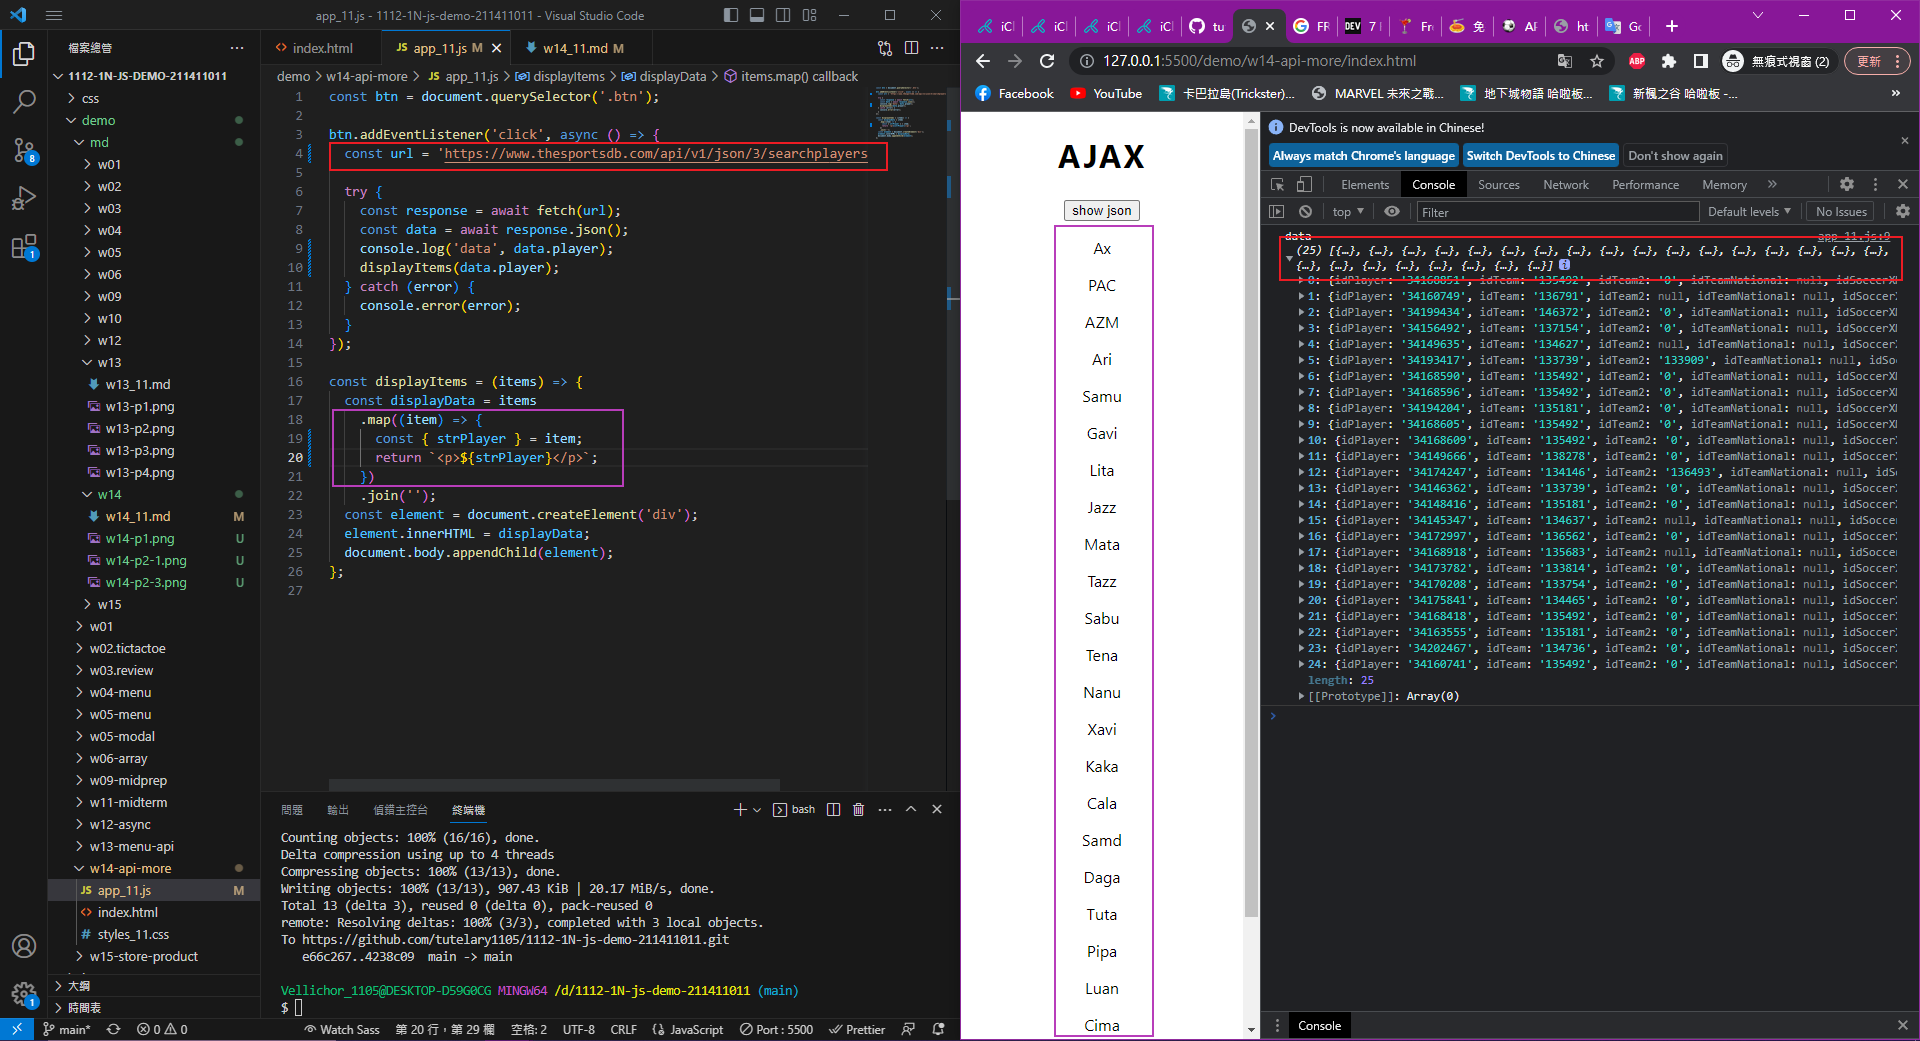 app_11.js - 1112-1N-js-demo-211411011 - Visual Studio Code
檔案總管
1112-1N-JS-DEMO-211411011
css
demo
md
w01
w02
w03
w04
w05
w06
w09
w10
w12
w13
w13_11.md
w13-p1.png
w13-p2.png
w13-p3.png
w13-p4.png
w14
w14_11.md M
w14-p1.png U
w14-p2-1.png U
w14-p2-3.png U
w15
w01
w02.tictactoe
w03.review
w04-menu
w05-menu
w05-modal
w06-array
w09-midprep
w11-midterm
w12-async
w13-menu-api
w14-api-more
JS app_11.js M
index.html
# styles_11.css
w15-store-product
大綱
時間表
8
1
1
index.html
JS app_11.js M
w14_11.md M
demo > w14-api-more > JS app_11.js > displayItems > displayData > items.map() callback
1 const btn = document.querySelector('.btn');
2
3 btn.addEventListener('click', async () => {
4 const url = 'https://www.thesportsdb.com/api/v1/json/3/searchplayers
5
6 try {
7 const response = await fetch(url);
8 const data = await response.json();
9 console.log('data', data.player);
10 displayItems(data.player);
11 } catch (error) {
12 console.error(error);
13 }
14 });
15
16 const displayItems = (items) => {
17 const displayData = items
18 .map((item) => {
19 const { strPlayer } = item;
20 return `<p>${strPlayer}</p>`;
21 })
22 .join('');
23 const element = document.createElement('div');
24 element.innerHTML = displayData;
25 document.body.appendChild(element);
26 };
27
問題 輸出 偵錯主控台 終端機
bash
Counting objects: 100% (16/16), done.
Delta compression using up to 4 threads
Compressing objects: 100% (13/13), done.
Writing objects: 100% (13/13), 907.43 KiB | 20.17 MiB/s, done.
Total 13 (delta 3), reused 0 (delta 0), pack-reused 0
remote: Resolving deltas: 100% (3/3), completed with 3 local objects.
To https://github.com/tutelary1105/1112-1N-js-demo-211411011.git
e66c267..4238c09 main -> main
Vellichor_1105@DESKTOP-D59G0CG MINGW64 /d/1112-1N-js-demo-211411011 (main)
$
main* 0 0 Watch Sass 第 20 行，第 29 欄 空格: 2 UTF-8 CRLF JavaScript Port : 5500 Prettier
iCl iCl iCl iCl tu FR DEV 7 Fr 免 AF ht Go
127.0.0.1:5500/demo/w14-api-more/index.html
ABP
無痕式視窗 (2)
更新
Facebook YouTube 卡巴拉島(Trickster)... MARVEL 未來之戰... 地下城物語 哈啦板... 新楓之谷 哈啦板 -...
AJAX
show json
Ax
PAC
AZM
Ari
Samu
Gavi
Lita
Jazz
Mata
Tazz
Sabu
Tena
Nanu
Xavi
Kaka
Cala
Samd
Daga
Tuta
Pipa
Luan
Cima
DevTools is now available in Chinese!
Always match Chrome's language Switch DevTools to Chinese Don't show again
Elements Console Sources Network Performance Memory
top Filter Default levels No Issues
data app_11.js:9
(25) [{…}, {…}, {…}, {…}, {…}, {…}, {…}, {…}, {…}, {…}, {…}, {…}, {…}, {…}, {…}, {…}, {…},
{…}, {…}, {…}, {…}, {…}, {…}, {…}, {…}]
0: {idPlayer: '34168851', idTeam: '135492', idTeam2: '0', idTeamNational: null, idSoccerX
1: {idPlayer: '34160749', idTeam: '136791', idTeam2: null, idTeamNational: null, idSoccer
2: {idPlayer: '34199434', idTeam: '146372', idTeam2: '0', idTeamNational: null, idSoccerX
3: {idPlayer: '34156492', idTeam: '137154', idTeam2: '0', idTeamNational: null, idSoccerX
4: {idPlayer: '34149635', idTeam: '134627', idTeam2: null, idTeamNational: null, idSoccer
5: {idPlayer: '34193417', idTeam: '133739', idTeam2: '133909', idTeamNational: null, idSo
6: {idPlayer: '34168590', idTeam: '135492', idTeam2: '0', idTeamNational: null, idSoccerX
7: {idPlayer: '34168596', idTeam: '135492', idTeam2: '0', idTeamNational: null, idSoccerX
8: {idPlayer: '34194204', idTeam: '135181', idTeam2: '0', idTeamNational: null, idSoccerX
9: {idPlayer: '34168605', idTeam: '135492', idTeam2: '0', idTeamNational: null, idSoccerX
10: {idPlayer: '34168609', idTeam: '135492', idTeam2: '0', idTeamNational: null, idSoccer
11: {idPlayer: '34149666', idTeam: '138278', idTeam2: '0', idTeamNational: null, idSoccer
12: {idPlayer: '34174247', idTeam: '134146', idTeam2: '136493', idTeamNational: null, idS
13: {idPlayer: '34146362', idTeam: '133739', idTeam2: '0', idTeamNational: null, idSoccer
14: {idPlayer: '34148416', idTeam: '135181', idTeam2: '0', idTeamNational: null, idSoccer
15: {idPlayer: '34145347', idTeam: '134637', idTeam2: null, idTeamNational: null, idSocce
16: {idPlayer: '34172997', idTeam: '136562', idTeam2: '0', idTeamNational: null, idSoccer
17: {idPlayer: '34168918', idTeam: '135683', idTeam2: null, idTeamNational: null, idSocce
18: {idPlayer: '34173782', idTeam: '133814', idTeam2: '0', idTeamNational: null, idSoccer
19: {idPlayer: '34170208', idTeam: '133754', idTeam2: '0', idTeamNational: null, idSoccer
20: {idPlayer: '34175841', idTeam: '134465', idTeam2: '0', idTeamNational: null, idSoccer
21: {idPlayer: '34168418', idTeam: '135492', idTeam2: '0', idTeamNational: null, idSoccer
22: {idPlayer: '34163555', idTeam: '135181', idTeam2: '0', idTeamNational: null, idSoccer
23: {idPlayer: '34202467', idTeam: '134736', idTeam2: '0', idTeamNational: null, idSoccer
24: {idPlayer: '34160741', idTeam: '135492', idTeam2: '0', idTeamNational: null, idSoccer
length: 25
[[Prototype]]: Array(0)
Console